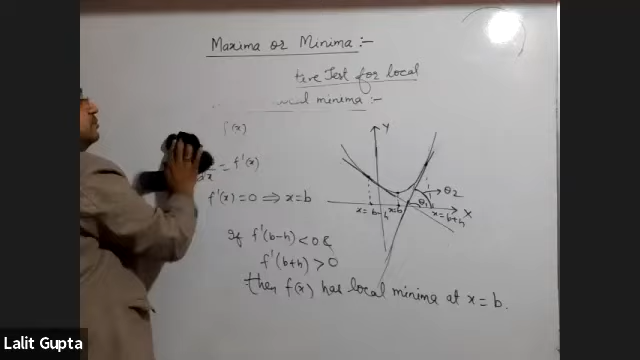 Maxima or Minima :-
tive Test for local
minima :-
f(x)
dx = f'(x)
f'(x) = 0 ⇒ x = b
If f'(b-h) < 0 &
f'(b+h) > 0
then f(x) has local minima at x = b.
Y
θ2
θ1
X
x = b-h
x=b
x=b+h
Lalit Gupta